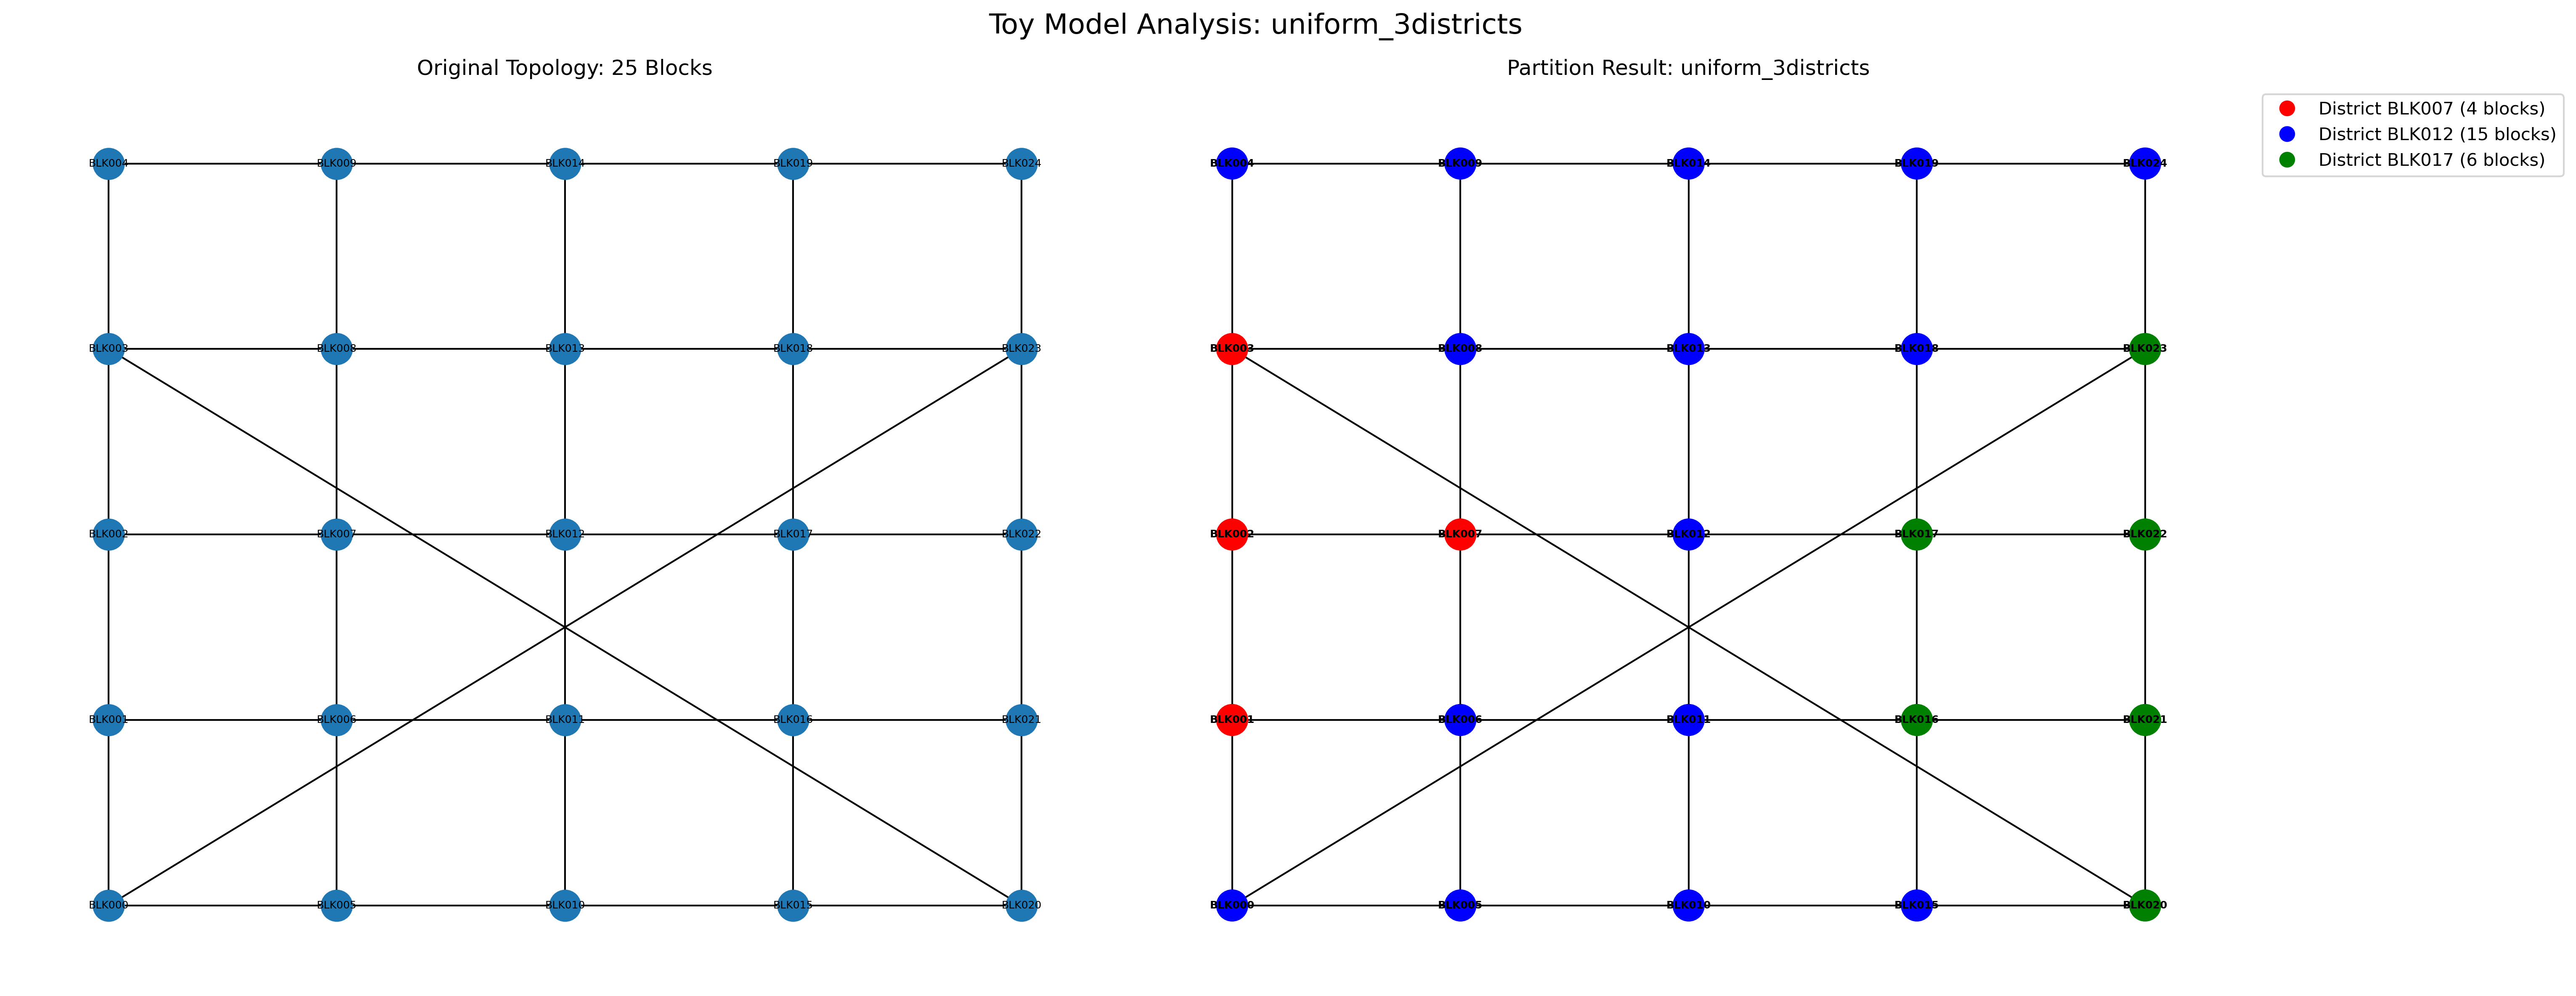 Toy Model Analysis: uniform_3districts
Original Topology: 25 Blocks
BLK004 BLK009 BLK014 BLK019 BLK024
BLK003 BLK008 BLK013 BLK018 BLK023
BLK002 BLK007 BLK012 BLK017 BLK022
BLK001 BLK006 BLK011 BLK016 BLK021
BLK000 BLK005 BLK010 BLK015 BLK020
Partition Result: uniform_3districts
BLK004 BLK009 BLK014 BLK019 BLK024
BLK003 BLK008 BLK013 BLK018 BLK023
BLK002 BLK007 BLK012 BLK017 BLK022
BLK001 BLK006 BLK011 BLK016 BLK021
BLK000 BLK005 BLK010 BLK015 BLK020
District BLK007 (4 blocks)
District BLK012 (15 blocks)
District BLK017 (6 blocks)